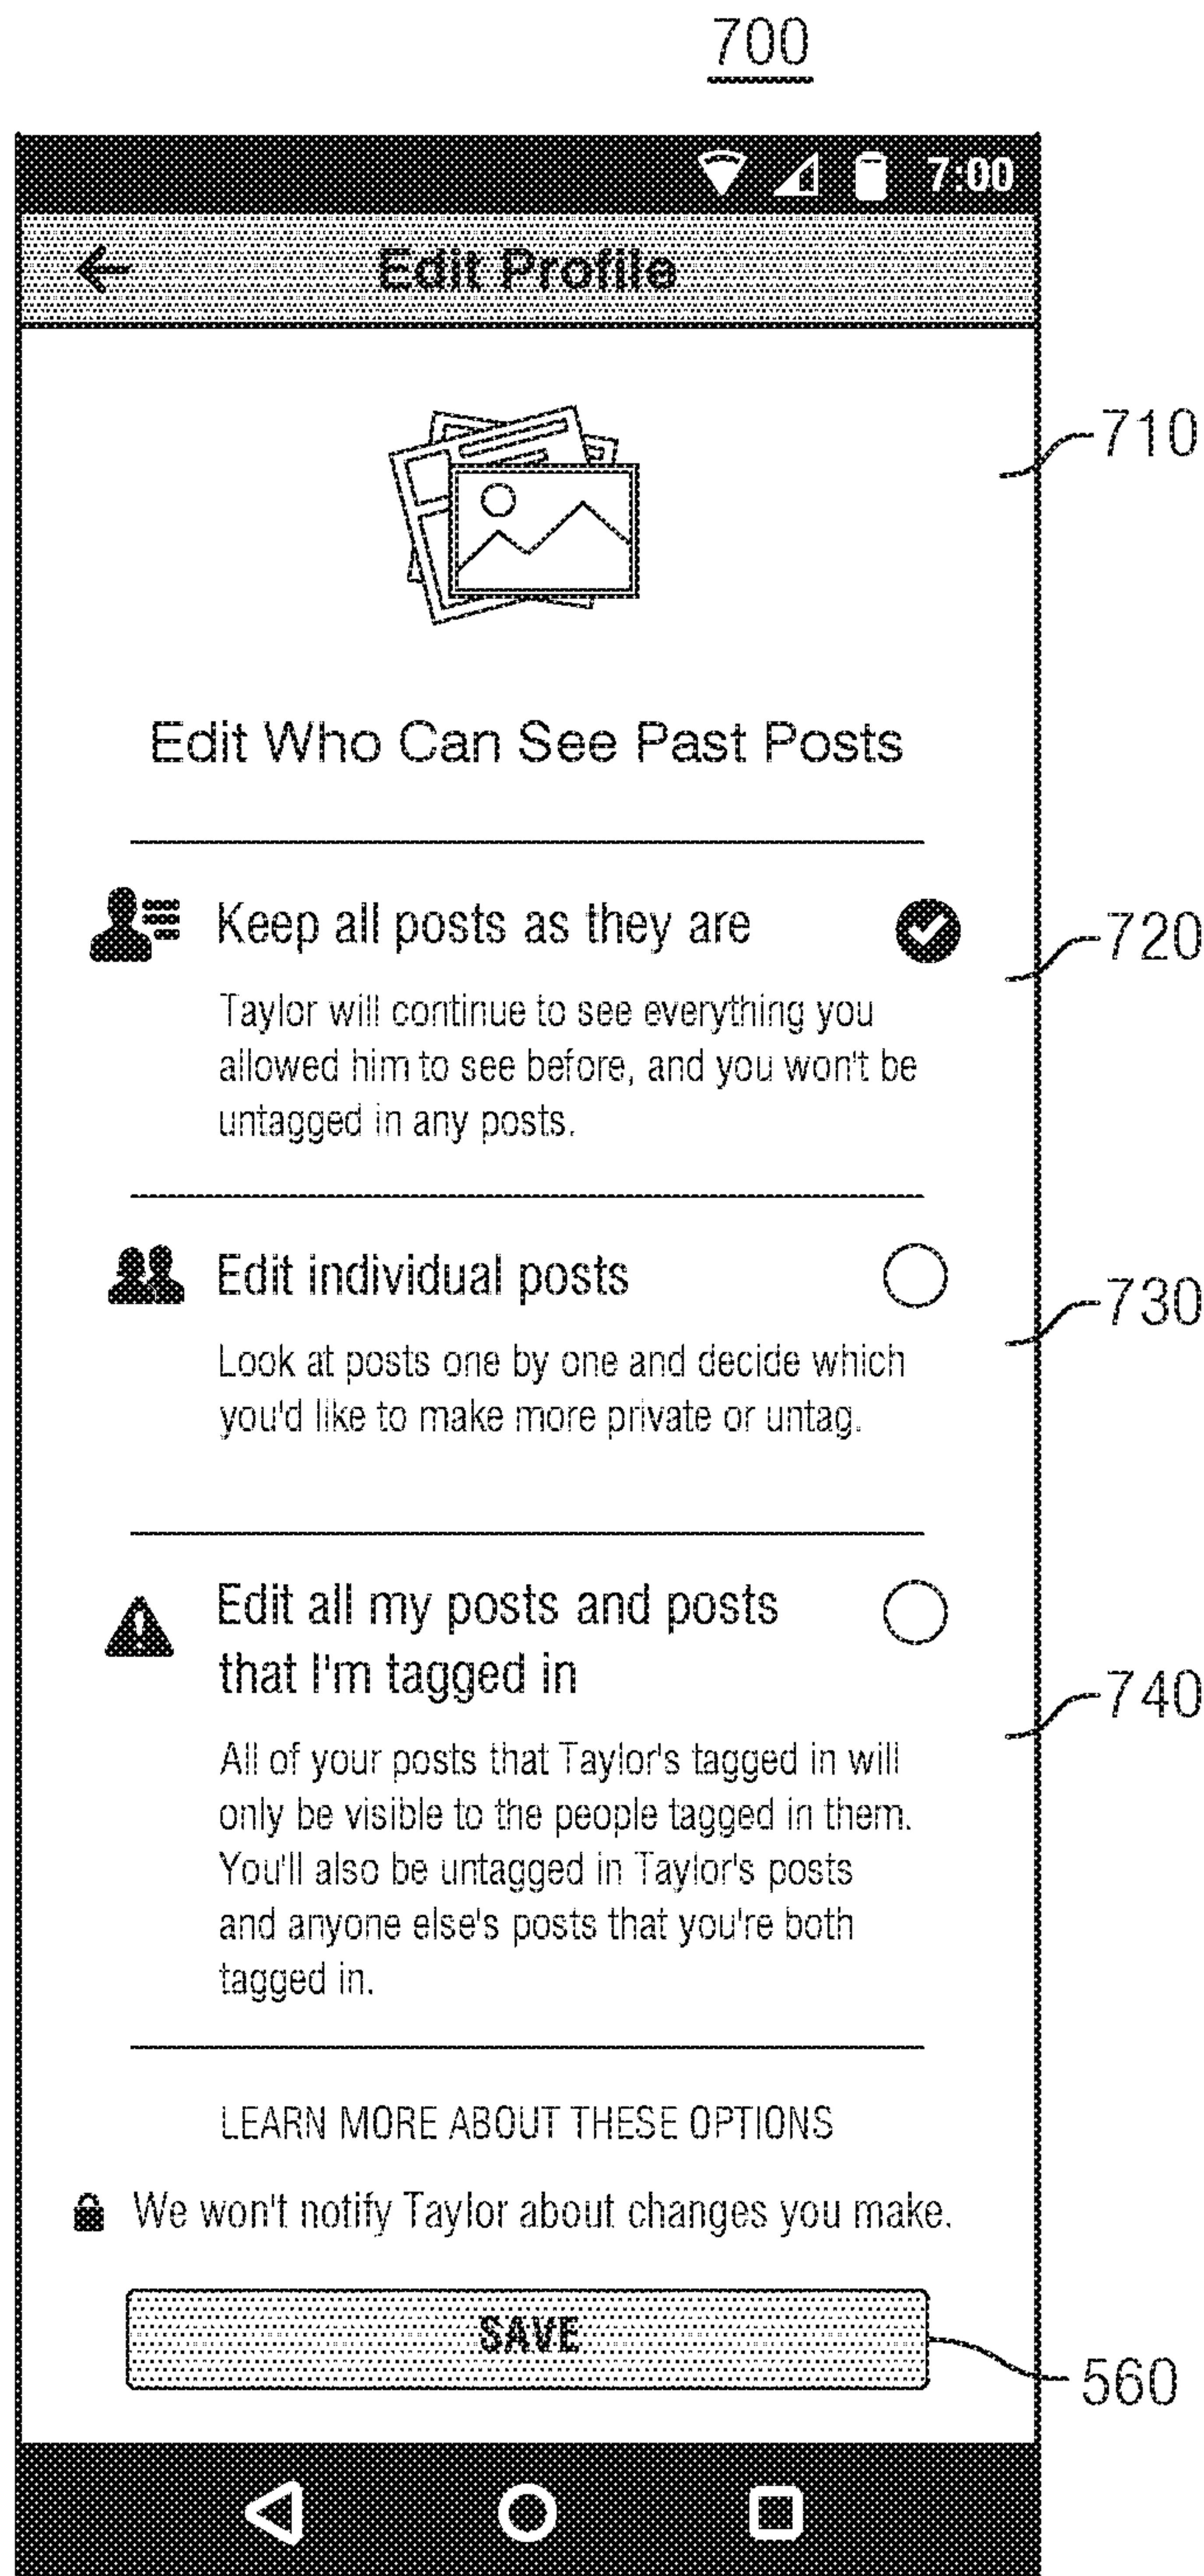 700
7:00
Edit Profile
710
Edit Who Can See Past Posts
Keep all posts as they are
720
Taylor will continue to see everything you
allowed him to see before, and you won't be
untagged in any posts.
Edit individual posts
730
Look at posts one by one and decide which
you'd like to make more private or untag.
Edit all my posts and posts
that I'm tagged in
740
All of your posts that Taylor's tagged in will
only be visible to the people tagged in them.
You'll also be untagged in Taylor's posts
and anyone else's posts that you're both
tagged in.
LEARN MORE ABOUT THESE OPTIONS
We won't notify Taylor about changes you make.
SAVE
560